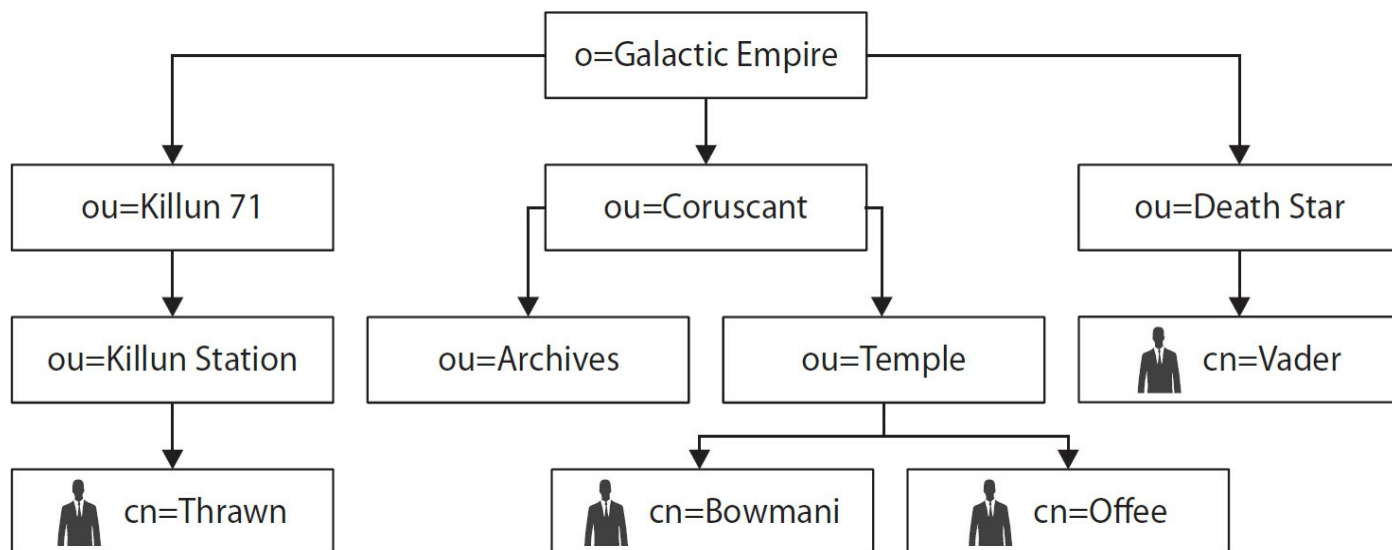 o=Galactic Empire
ou=Killun 71
ou=Coruscant
ou=Death Star
ou=Killun Station
ou=Archives
ou=Temple
cn=Vader
cn=Thrawn
cn=Bowmani
cn=Offee